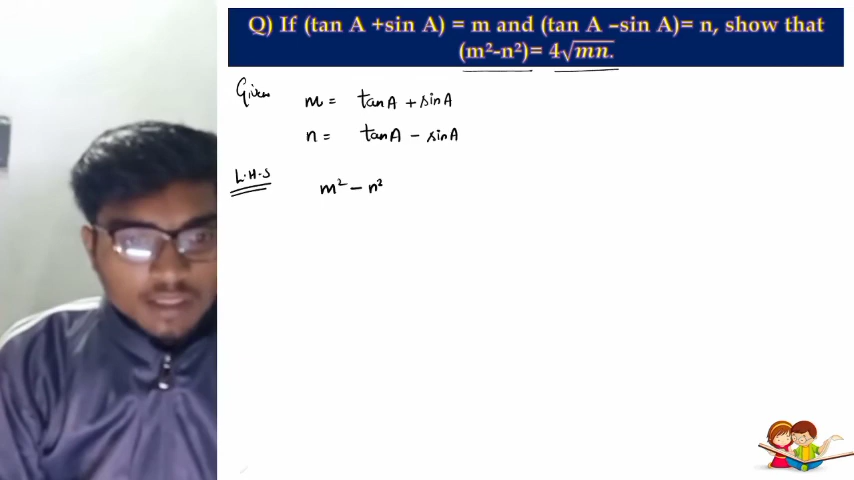 Q) If (tan A +sin A) = m and (tan A –sin A)= n, show that
(m²-n²)= 4√mn.
Given m = tanA + sinA
n = tanA - sinA
L.H.S m² - n²